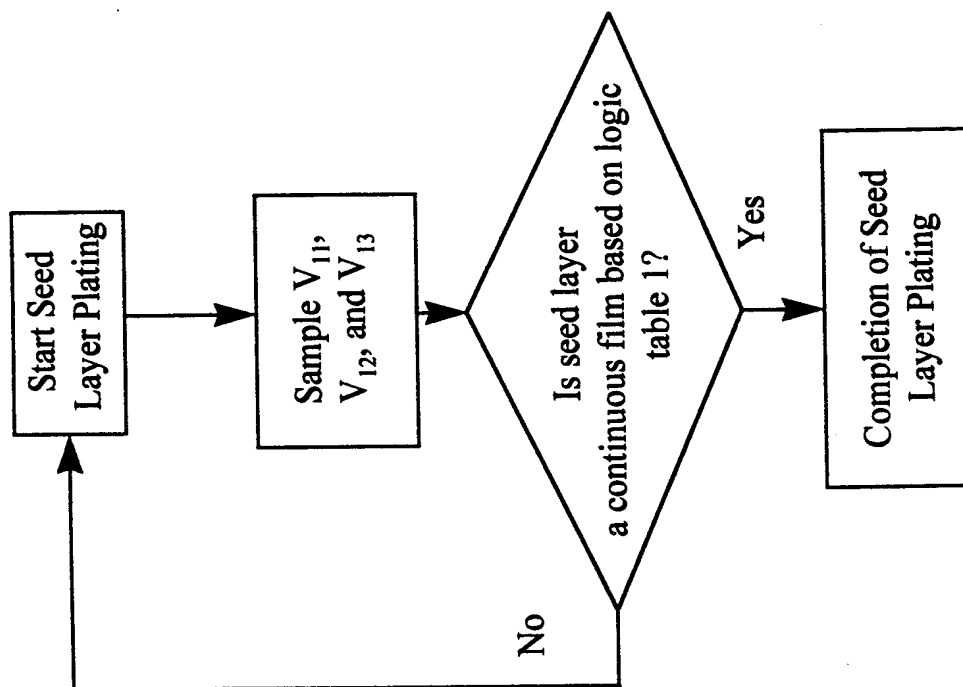 Start Seed
Layer Plating
Sample V11,
V12, and V13
Is seed layer
a continuous film based on logic
table 1?
No
Yes
Completion of Seed
Layer Plating